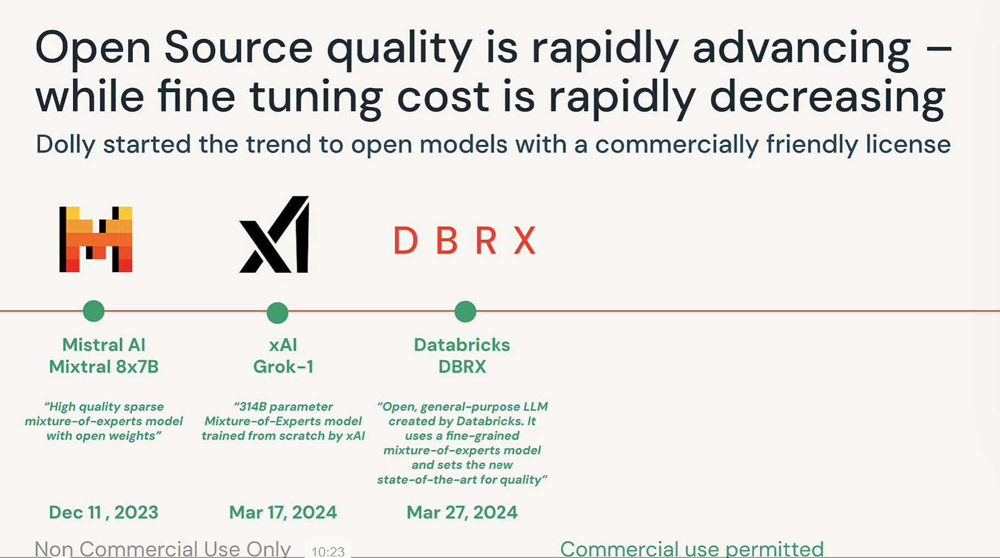 Open Source quality is rapidly advancing –
while fine tuning cost is rapidly decreasing
Dolly started the trend to open models with a commercially friendly license
xAI
D B R X
Mistral AI
Mixtral 8x7B
“High quality sparse
mixture-of-experts model
with open weights”
Dec 11 , 2023
xAI
Grok-1
“314B parameter
Mixture-of-Experts model
trained from scratch by xAI
Mar 17, 2024
Databricks
DBRX
“Open, general-purpose LLM
created by Databricks. It
uses a fine-grained
mixture-of-experts model
and sets the new
state-of-the-art for quality”
Mar 27, 2024
Non Commercial Use Only
10:23
Commercial use permitted